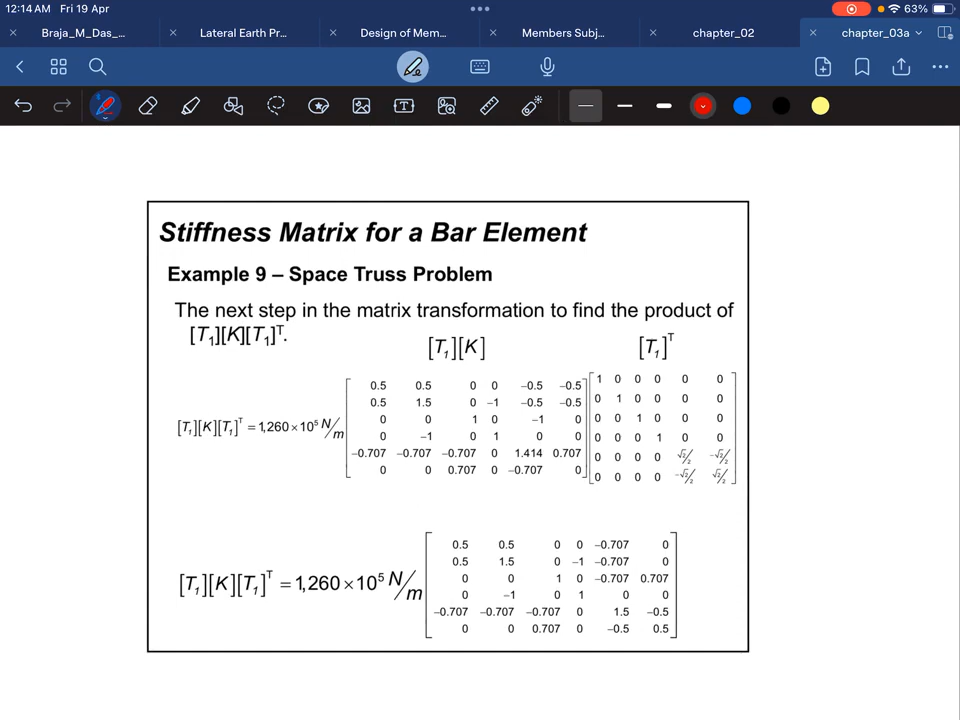 12:14 AM Fri 19 Apr
63%
Braja_M_Das_...
Lateral Earth Pr...
Design of Mem...
Members Subj...
chapter_02
chapter_03a
Stiffness Matrix for a Bar Element
Example 9 – Space Truss Problem
The next step in the matrix transformation to find the product of
[T₁][K][T₁]ᵀ.
[T₁][K] [T₁]ᵀ
[T₁][K][T₁]ᵀ = 1,260 × 10⁵ N/m
0.5 0.5 0 0 −0.5 −0.5
0.5 1.5 0 −1 −0.5 −0.5
0 0 1 0 −1 0
0 −1 0 1 0 0
−0.707 −0.707 −0.707 0 1.414 0.707
0 0 0.707 0 −0.707 0
1 0 0 0 0 0
0 1 0 0 0 0
0 0 1 0 0 0
0 0 0 1 0 0
0 0 0 0 √2/2 −√2/2
0 0 0 0 −√2/2 √2/2
[T₁][K][T₁]ᵀ = 1,260 × 10⁵ N/m
0.5 0.5 0 0 −0.707 0
0.5 1.5 0 −1 −0.707 0
0 0 1 0 −0.707 0.707
0 −1 0 1 0 0
−0.707 −0.707 −0.707 0 1.5 −0.5
0 0 0.707 0 −0.5 0.5